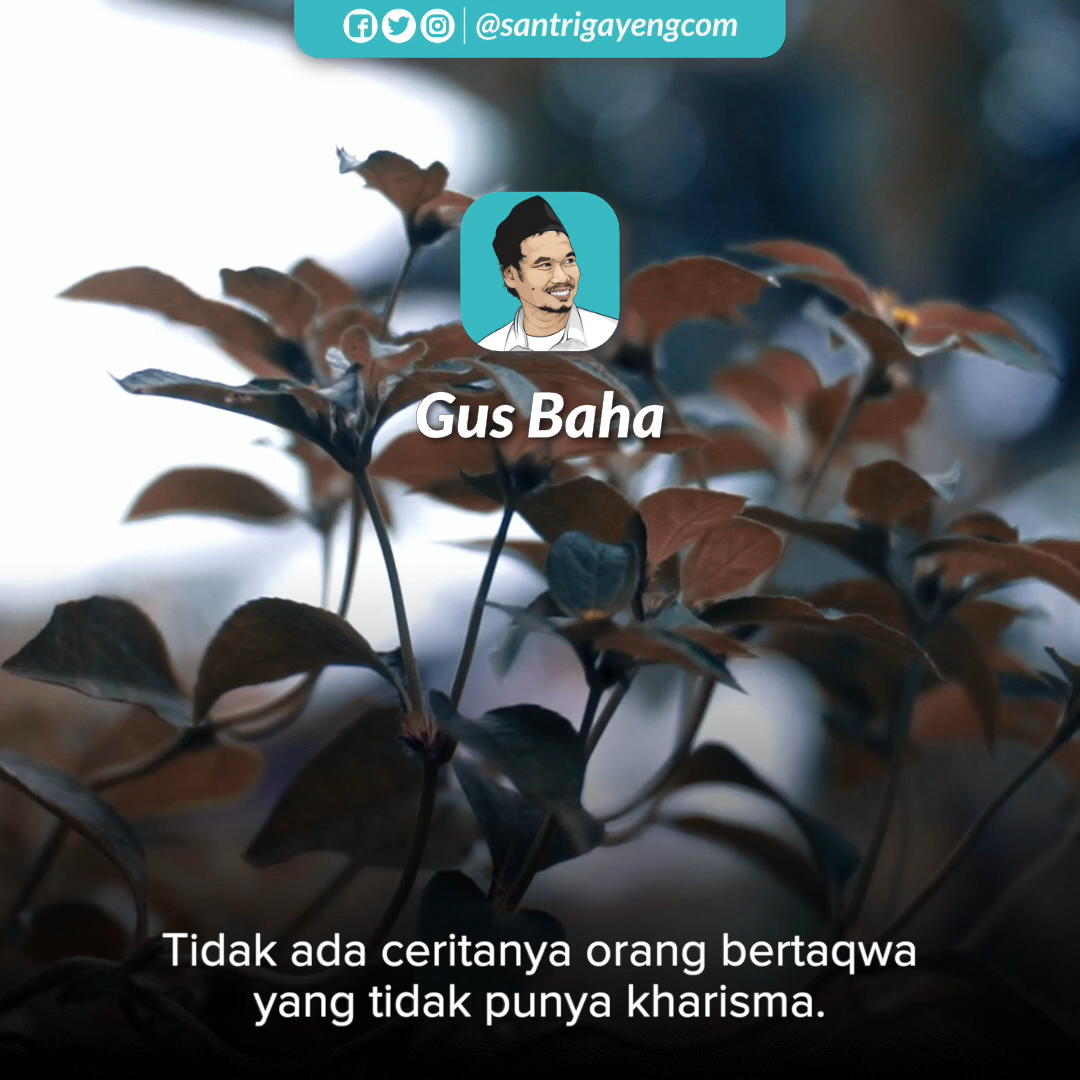 @santrigayengcom
Gus Baha
Tidak ada ceritanya orang bertaqwa
yang tidak punya kharisma.